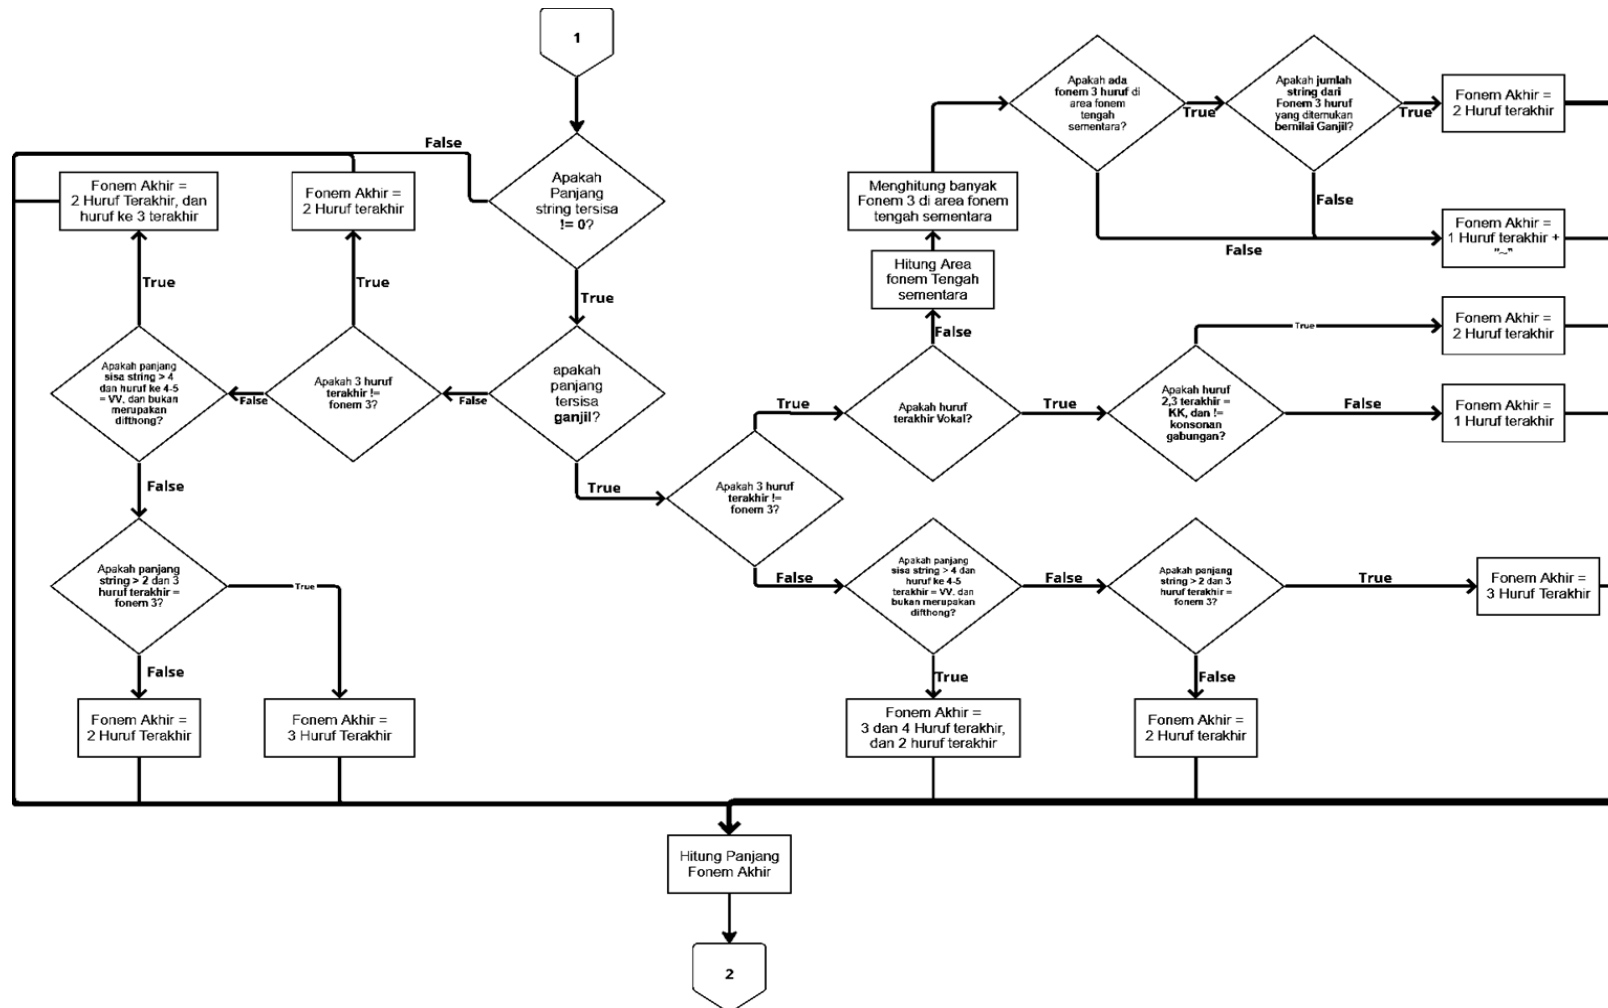 1
False
Apakah
Panjang
string tersisa
!= 0?
True
apakah
panjang
tersisa
ganjil?
False
Apakah 3 huruf
terakhir !=
fonem 3?
True
Fonem Akhir =
2 Huruf terakhir
False
Apakah panjang
sisa string > 4
dan huruf ke 4-5
= VV, dan bukan
merupakan
difthong?
True
Fonem Akhir =
2 Huruf Terakhir, dan
huruf ke 3 terakhir
False
Apakah panjang
string > 2 dan 3
huruf terakhir =
fonem 3?
True
False
Fonem Akhir =
2 Huruf Terakhir
Fonem Akhir =
3 Huruf Terakhir
True
Apakah 3 huruf
terakhir !=
fonem 3?
True
Apakah huruf
terakhir Vokal?
False
Hitung Area
fonem Tengah
sementara
Menghitung banyak
Fonem 3 di area fonem
tengah sementara
Apakah ada
fonem 3 huruf di
area fonem
tengah
sementara?
True
Apakah jumlah
string dari
Fonem 3 huruf
yang ditemukan
bernilai Ganjil?
True
Fonem Akhir =
2 Huruf terakhir
False
False
Fonem Akhir =
1 Huruf terakhir +
"~"
True
Apakah huruf
2,3 terakhir =
KK, dan !=
konsonan
gabungan?
True
Fonem Akhir =
2 Huruf terakhir
False
Fonem Akhir =
1 Huruf terakhir
False
Apakah panjang
sisa string > 4 dan
huruf ke 4-5
terakhir = VV, dan
bukan merupakan
difthong?
False
Apakah panjang
string > 2 dan 3
huruf terakhir =
fonem 3?
True
Fonem Akhir =
3 Huruf Terakhir
True
Fonem Akhir =
3 dan 4 Huruf terakhir,
dan 2 huruf terakhir
False
Fonem Akhir =
2 Huruf terakhir
Hitung Panjang
Fonem Akhir
2